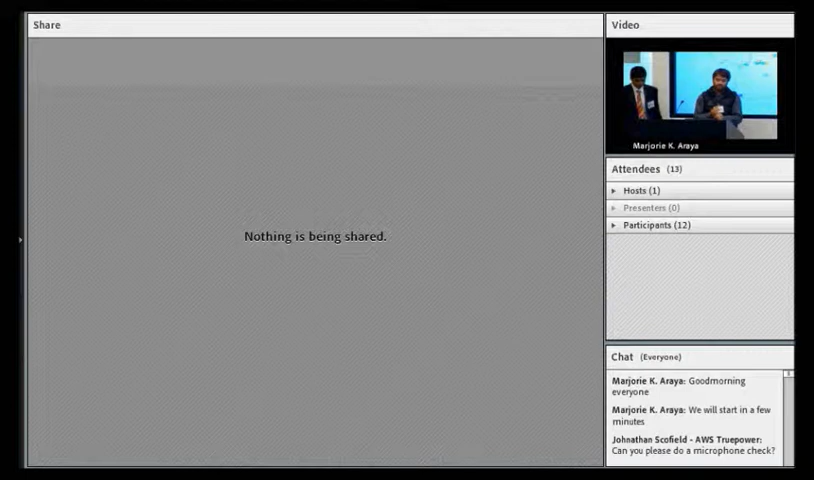 Share
Nothing is being shared.
Video
Marjorie K. Araya
Attendees (13)
Hosts (1)
Presenters (0)
Participants (12)
Chat (Everyone)
Marjorie K. Araya: Goodmorning
everyone
Marjorie K. Araya: We will start in a few
minutes
Johnathan Scofield - AWS Truepower:
Can you please do a microphone check?